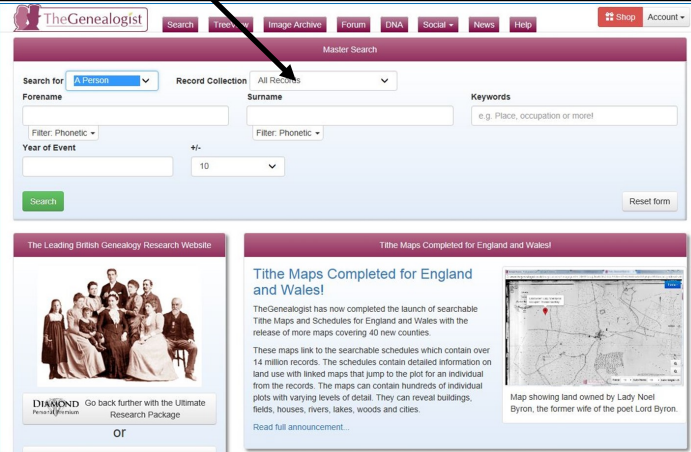 TheGenealogist
Search TreeView Image Archive Forum DNA Social News Help Shop Account
Master Search
Search for A Person Record Collection All Records
Forename Surname Keywords
e.g. Place, occupation or more!
Filter: Phonetic Filter: Phonetic
Year of Event +/-
10
Search Reset form
The Leading British Genealogy Research Website
DIAMOND Personal Premium
Go back further with the Ultimate
Research Package
or
Tithe Maps Completed for England and Wales!
Tithe Maps Completed for England
and Wales!
TheGenealogist has now completed the launch of searchable
Tithe Maps and Schedules for England and Wales with the
release of more maps covering 40 new counties.
These maps link to the searchable schedules which contain over
14 million records. The schedules contain detailed information on
land use with linked maps that jump to the plot for an individual
from the records. The maps can contain hundreds of individual
plots with varying levels of detail. They can reveal buildings,
fields, houses, rivers, lakes, woods and cities.
Read full announcement...
Map showing land owned by Lady Noel
Byron, the former wife of the poet Lord Byron.